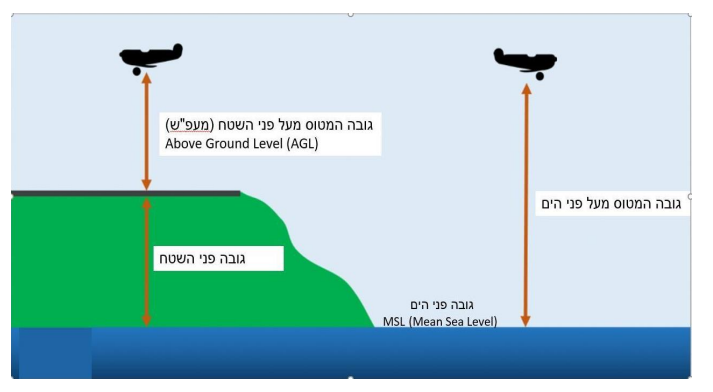 גובה המטוס מעל פני השטח (מעפ"ש)
Above Ground Level (AGL)
גובה המטוס מעל פני הים
גובה פני השטח
גובה פני הים
MSL (Mean Sea Level)